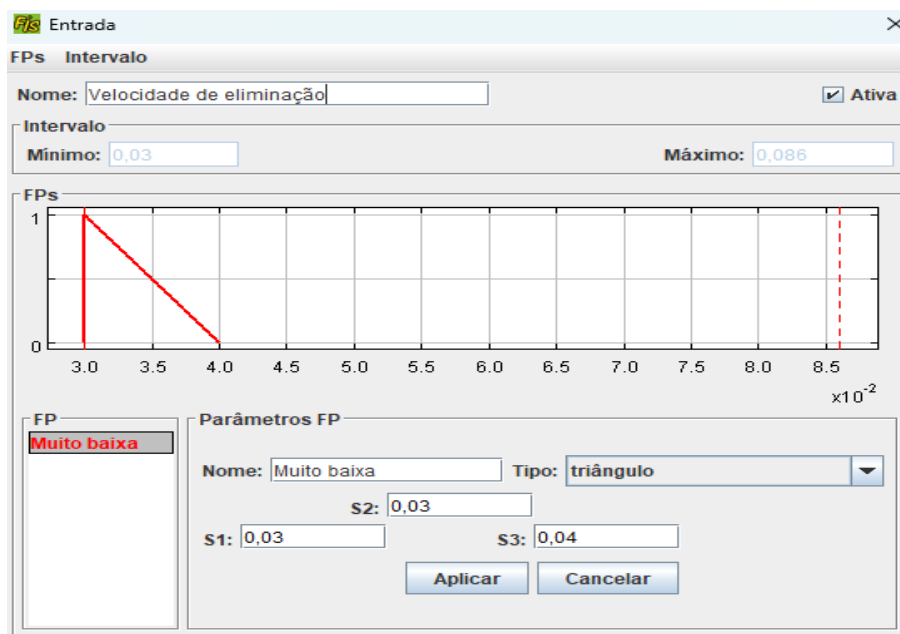 Fis Entrada
FPs Intervalo
Nome: Velocidade de eliminação Ativa
Intervalo
Mínimo: 0,03 Máximo: 0,086
FPs
1
0
3.0 3.5 4.0 4.5 5.0 5.5 6.0 6.5 7.0 7.5 8.0 8.5
x10-2
FP Parâmetros FP
Muito baixa
Nome: Muito baixa Tipo: triângulo
S2: 0,03
S1: 0,03 S3: 0,04
Aplicar Cancelar